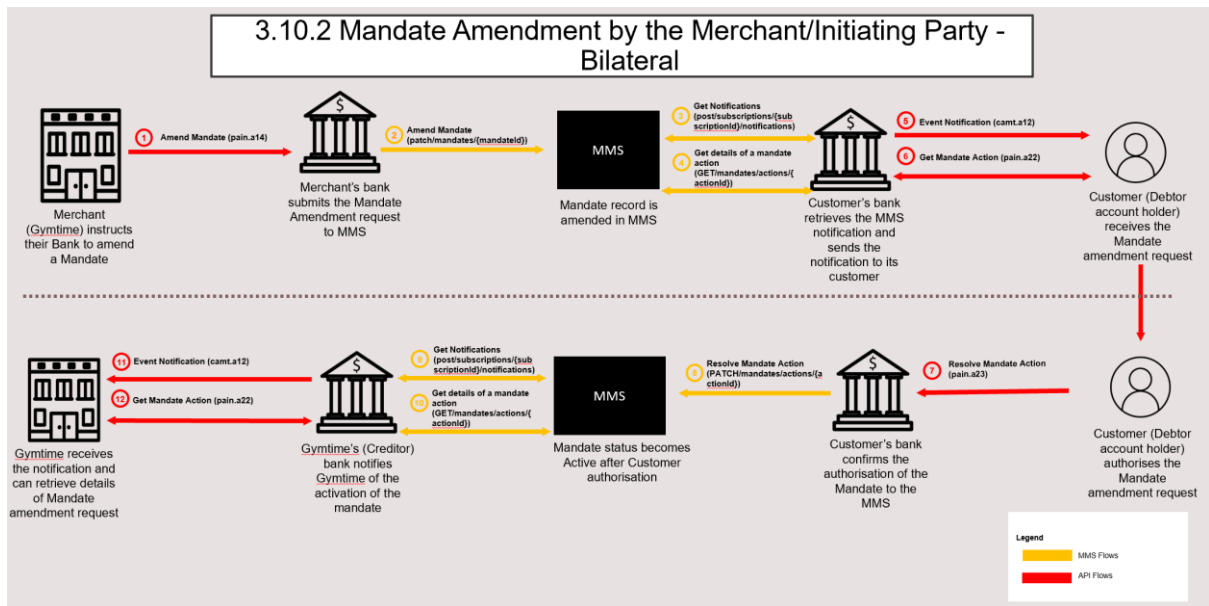 3.10.2 Mandate Amendment by the Merchant/Initiating Party -
Bilateral
1
Amend Mandate (pain.a14)
Merchant
(Gymtime) instructs
their Bank to amend
a Mandate
$
Merchant's bank
submits the Mandate
Amendment request
to MMS
2
Amend Mandate
(patch/mandates/{mandateId})
MMS
Mandate record is
amended in MMS
3
Get Notifications
(post/subscriptions/{sub
scriptionId}/notifications)
4
Get details of a mandate
action
(GET/mandates/actions/{
actionId})
$
Customer's bank
retrieves the MMS
notification and
sends the
notification to its
customer
5
Event Notification (camt.a12)
6
Get Mandate Action (pain.a22)
Customer (Debtor
account holder)
receives the
Mandate
amendment request
11
Event Notification (camt.a12)
12
Get Mandate Action (pain.a22)
Gymtime receives
the notification and
can retrieve details
of Mandate
amendment request
$
Gymtime's (Creditor)
bank notifies
Gymtime of the
activation of the
mandate
9
Get Notifications
(post/subscriptions/{sub
scriptionId}/notifications)
10
Get details of a mandate
action
(GET/mandates/actions/{
actionId})
MMS
Mandate status becomes
Active after Customer
authorisation
8
Resolve Mandate Action
(PATCH/mandates/actions/{a
ctionId})
$
Customer's bank
confirms the
authorisation of the
Mandate to the
MMS
7
Resolve Mandate Action
(pain.a23)
Customer (Debtor
account holder)
authorises the
Mandate
amendment request
Legend
MMS Flows
API Flows